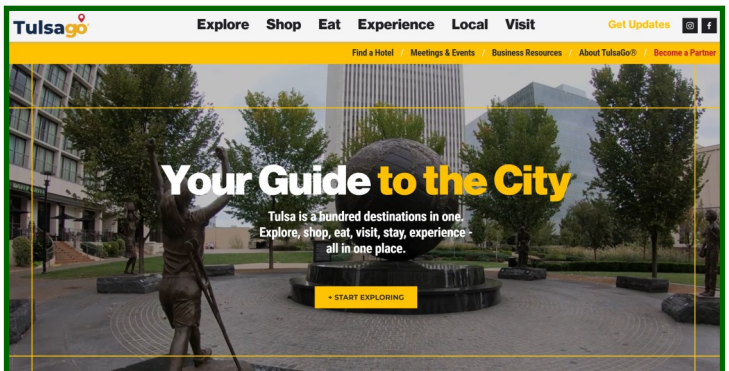 Tulsago
Explore Shop Eat Experience Local Visit
Get Updates
Find a Hotel / Meetings & Events / Business Resources / About TulsaGo® / Become a Partner
Your Guide to the City
Tulsa is a hundred destinations in one.
Explore, shop, eat, visit, stay, experience -
all in one place.
+ START EXPLORING